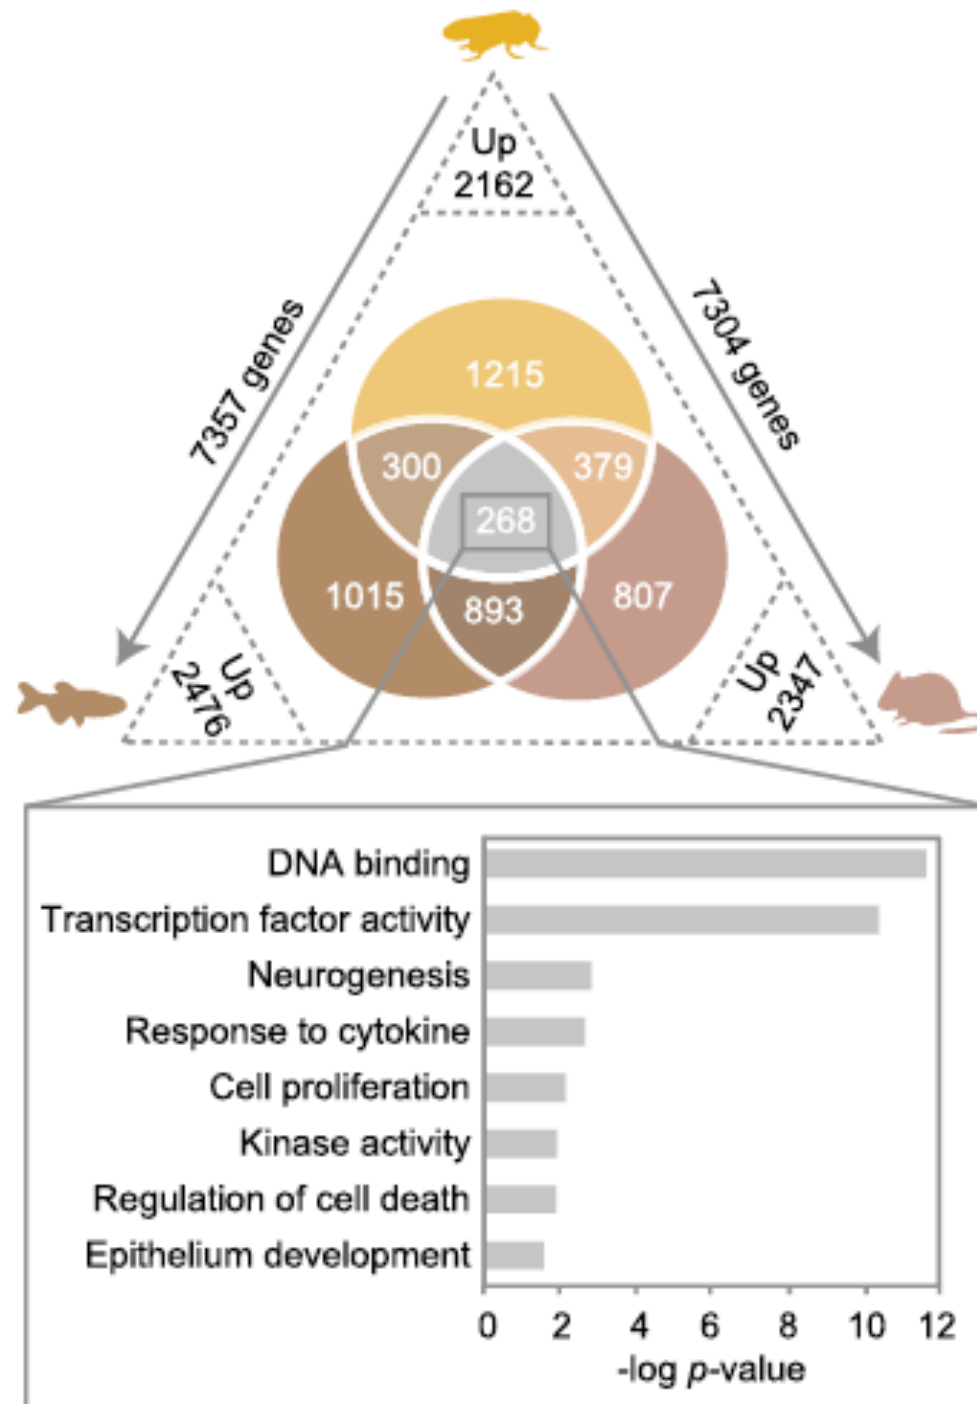 Up
2162
7357 genes
7304 genes
1215
300
379
268
1015
893
807
Up
2476
Up
2347
DNA binding
Transcription factor activity
Neurogenesis
Response to cytokine
Cell proliferation
Kinase activity
Regulation of cell death
Epithelium development
0 2 4 6 8 10 12
-log p-value